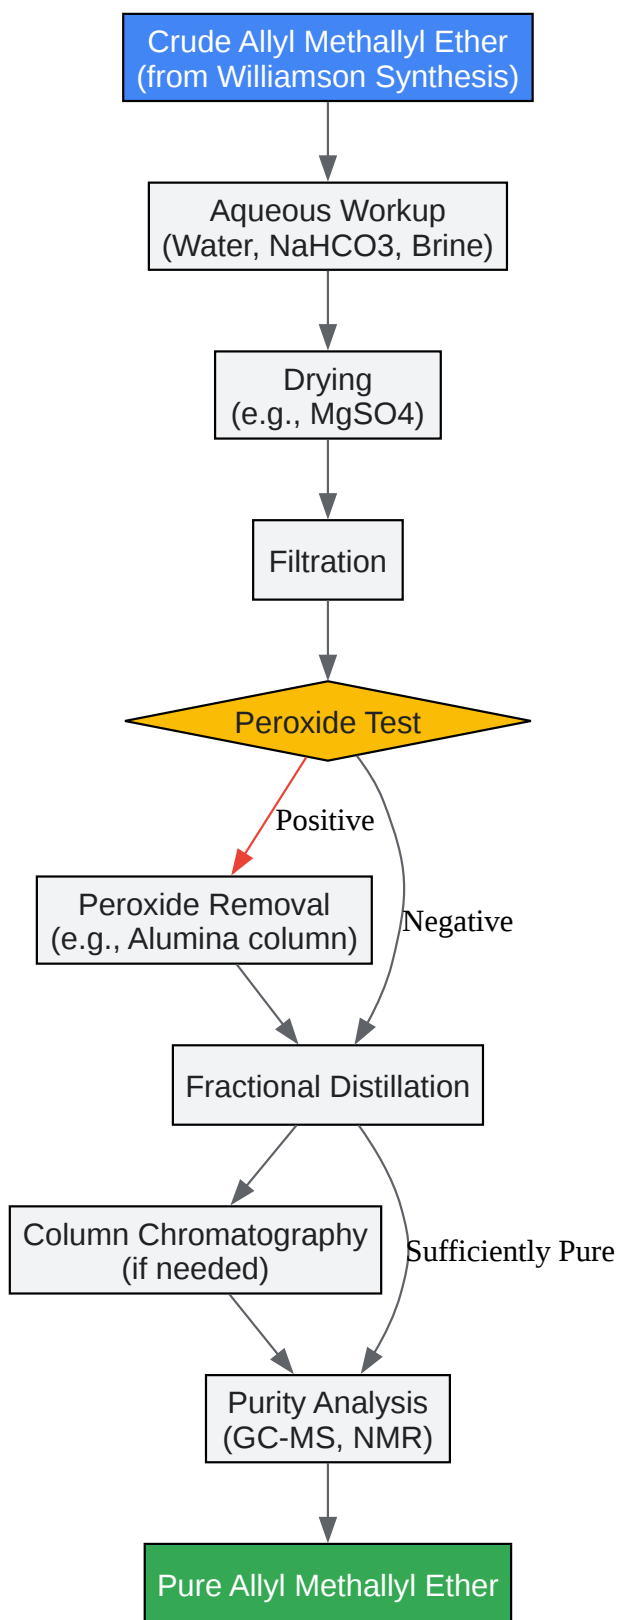 Crude Allyl Methallyl Ether
(from Williamson Synthesis)
Aqueous Workup
(Water, NaHCO3, Brine)
Drying
(e.g., MgSO4)
Filtration
Peroxide Test
Positive
Peroxide Removal
(e.g., Alumina column)
Negative
Fractional Distillation
Column Chromatography
(if needed)
Sufficiently Pure
Purity Analysis
(GC-MS, NMR)
Pure Allyl Methallyl Ether